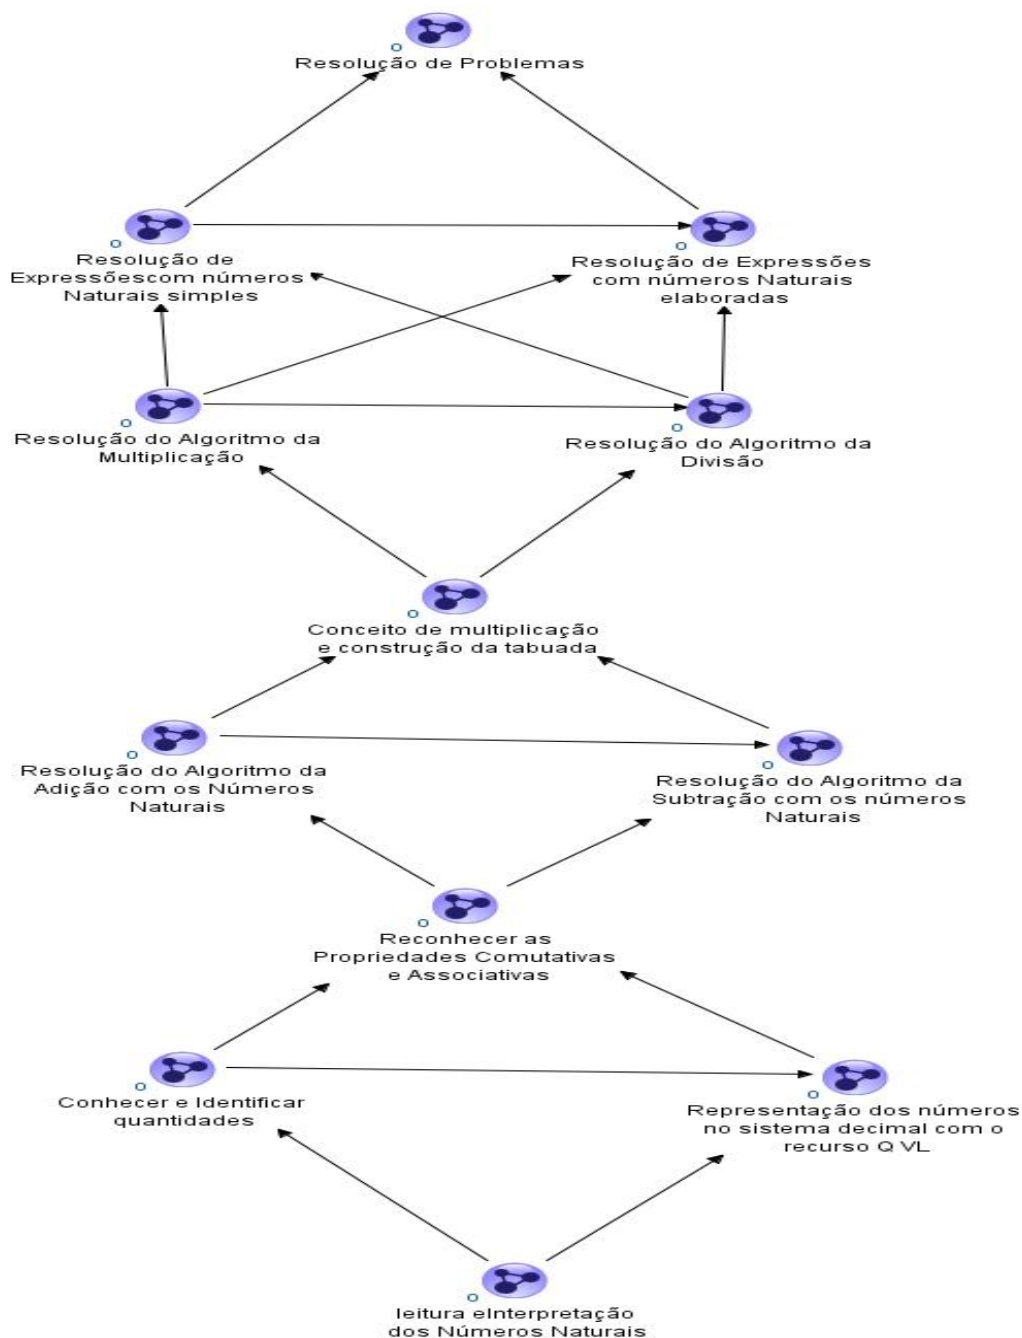 Resolução de Problemas
Resolução de
Expressõescom números
Naturais simples
Resolução de Expressões
com números Naturais
elaboradas
Resolução do Algoritmo da
Multiplicação
Resolução do Algoritmo da
Divisão
Conceito de multiplicação
e construção da tabuada
Resolução do Algoritmo da
Adição com os Números
Naturais
Resolução do Algoritmo da
Subtração com os números
Naturais
Reconhecer as
Propriedades Comutativas
e Associativas
Conhecer e Identificar
quantidades
Representação dos números
no sistema decimal com o
recurso Q VL
leitura eInterpretação
dos Números Naturais